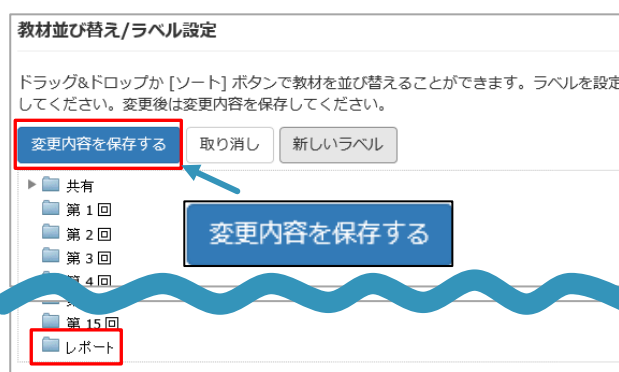 教材並び替え/ラベル設定
ドラッグ&ドロップか [ソート] ボタンで教材を並び替えることができます。ラベルを設定
してください。変更後は変更内容を保存してください。
変更内容を保存する 取り消し 新しいラベル
共有
第 1 回
第 2 回
変更内容を保存する
第 3 回
第 4 回
第 15 回
レポート